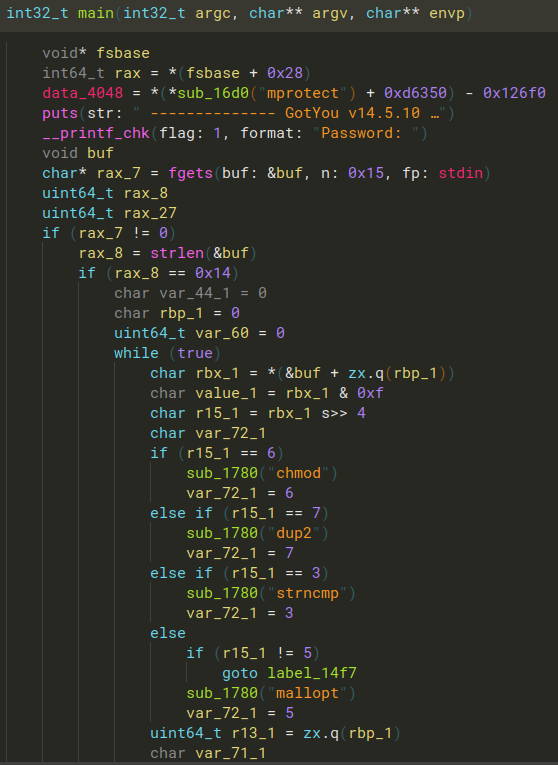 int32_t main(int32_t argc, char** argv, char** envp)
void* fsbase
int64_t rax = *(fsbase + 0x28)
data_4048 = *(*sub_16d0("mprotect") + 0xd6350) - 0x126f0
puts(str: " ------------- GotYou v14.5.10 …")
__printf_chk(flag: 1, format: "Password: ")
void buf
char* rax_7 = fgets(buf: &buf, n: 0x15, fp: stdin)
uint64_t rax_8
uint64_t rax_27
if (rax_7 != 0)
rax_8 = strlen(&buf)
if (rax_8 == 0x14)
char var_44_1 = 0
char rbp_1 = 0
uint64_t var_60 = 0
while (true)
char rbx_1 = *(&buf + zx.q(rbp_1))
char value_1 = rbx_1 & 0xf
char r15_1 = rbx_1 s>> 4
char var_72_1
if (r15_1 == 6)
sub_1780("chmod")
var_72_1 = 6
else if (r15_1 == 7)
sub_1780("dup2")
var_72_1 = 7
else if (r15_1 == 3)
sub_1780("strncmp")
var_72_1 = 3
else
if (r15_1 != 5)
goto label_14f7
sub_1780("mallopt")
var_72_1 = 5
uint64_t r13_1 = zx.q(rbp_1)
char var_71_1